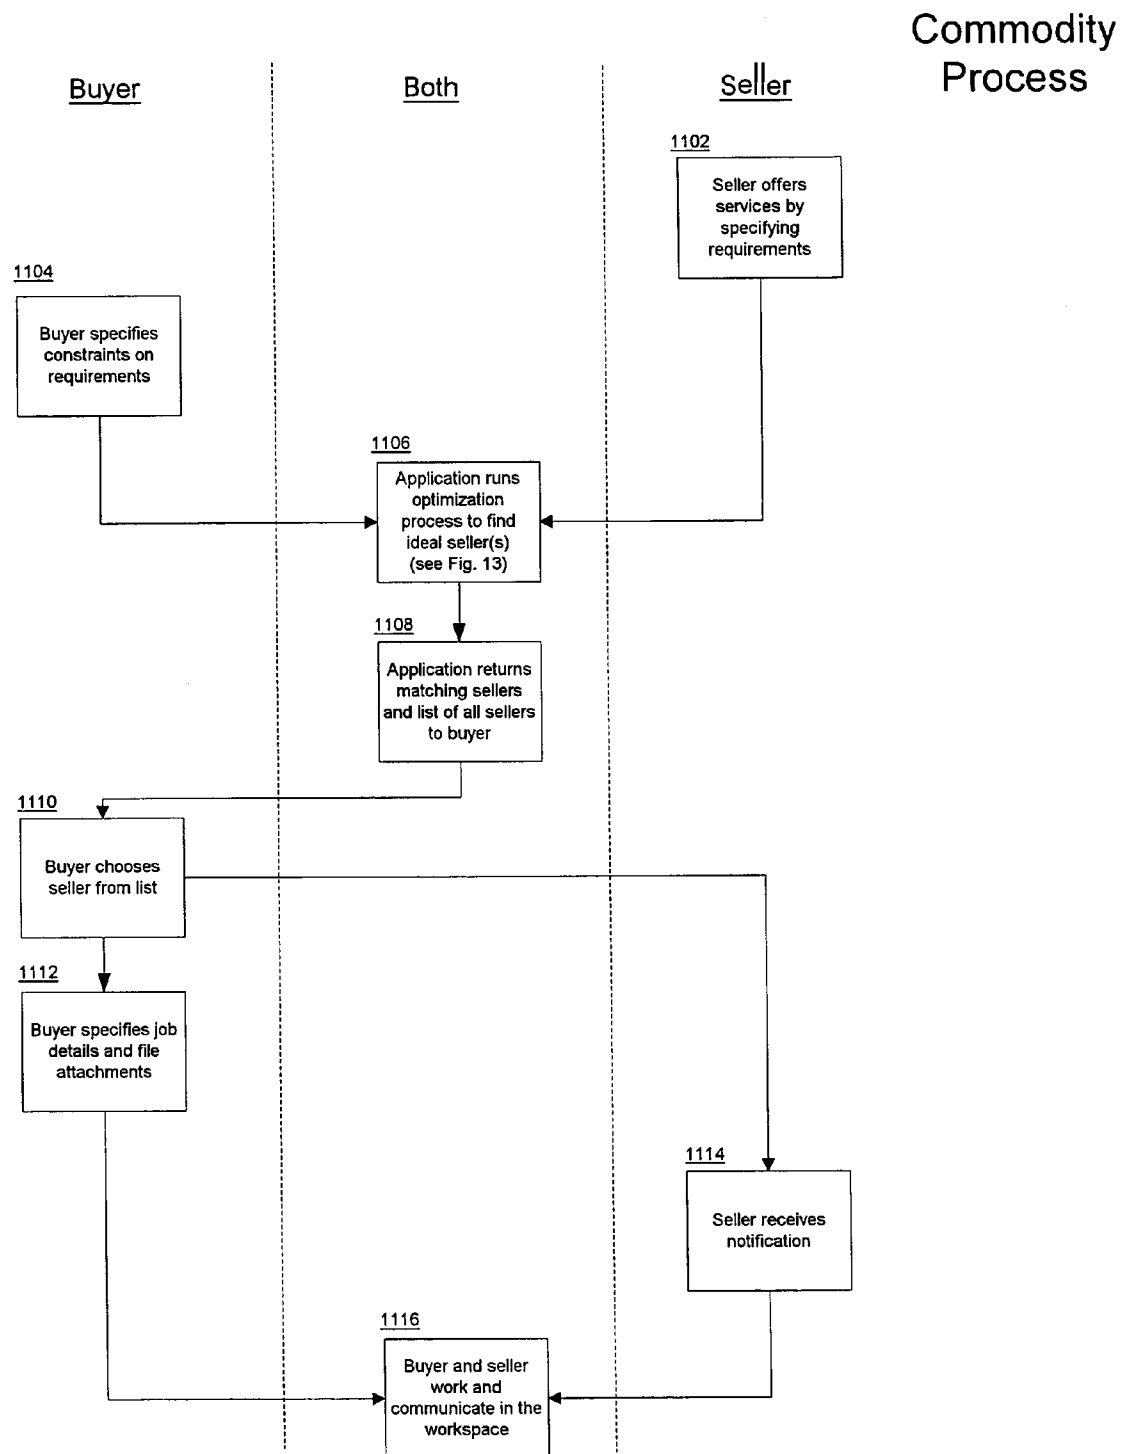 Commodity
Process
Buyer
Both
Seller
1102
Seller offers
services by
specifying
requirements
1104
Buyer specifies
constraints on
requirements
1106
Application runs
optimization
process to find
ideal seller(s)
(see Fig. 13)
1108
Application returns
matching sellers
and list of all sellers
to buyer
1110
Buyer chooses
seller from list
1112
Buyer specifies job
details and file
attachments
1114
Seller receives
notification
1116
Buyer and seller
work and
communicate in the
workspace